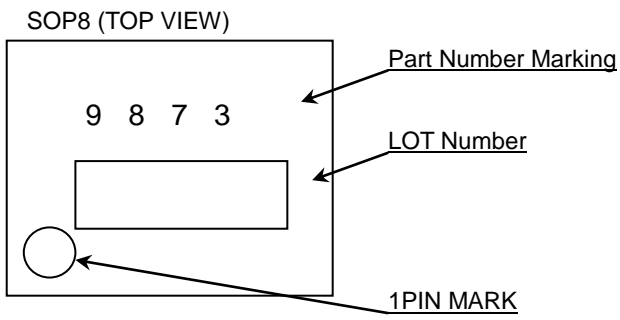 SOP8 (TOP VIEW)
Part Number Marking
9 8 7 3
LOT Number
1PIN MARK